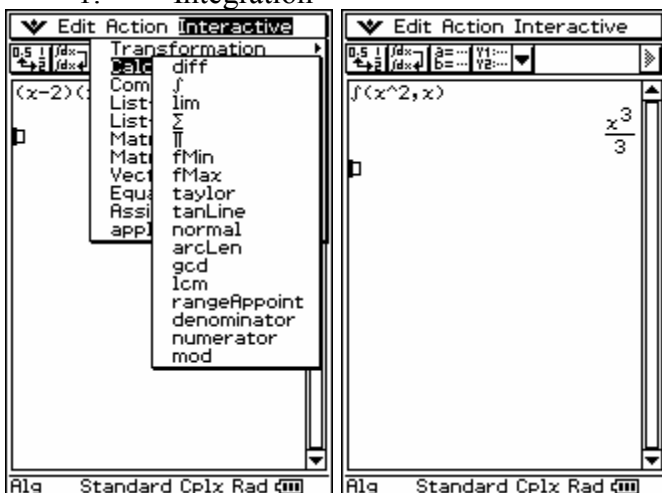 1. Integration
Edit Action Interactive
Transformation
Calc
Com
List-
List-
Matr
Matr
Vect
Equa
Assi
appl
diff
∫
lim
Σ
∏
fMin
fMax
taylor
tanLine
normal
arcLen
gcd
lcm
rangeAppoint
denominator
numerator
mod
(x-2)(
Alg Standard Cplx Rad
Edit Action Interactive
∫(x^2,x)
x^3
3
Alg Standard Cplx Rad